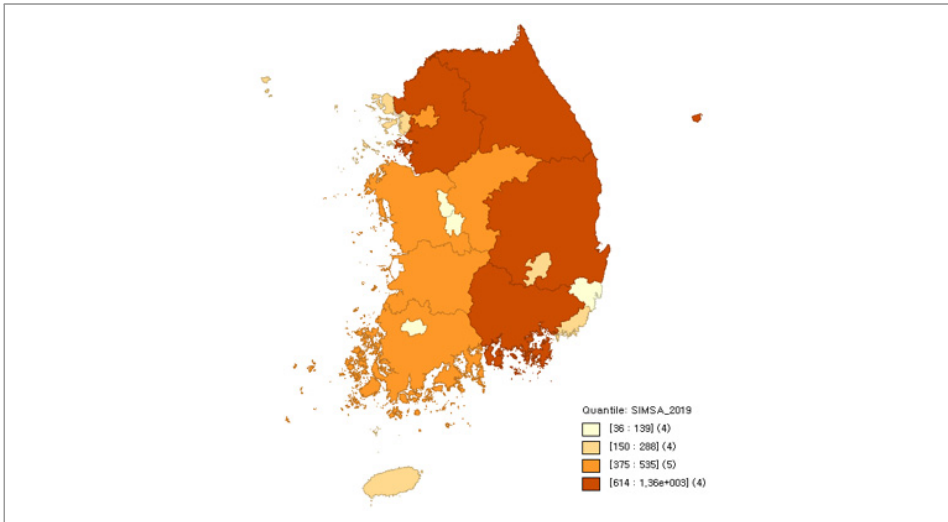 Quantile: SIMSA_2019
[36 : 139] (4)
[150 : 288] (4)
[375 : 535] (5)
[614 : 1,36e+003] (4)